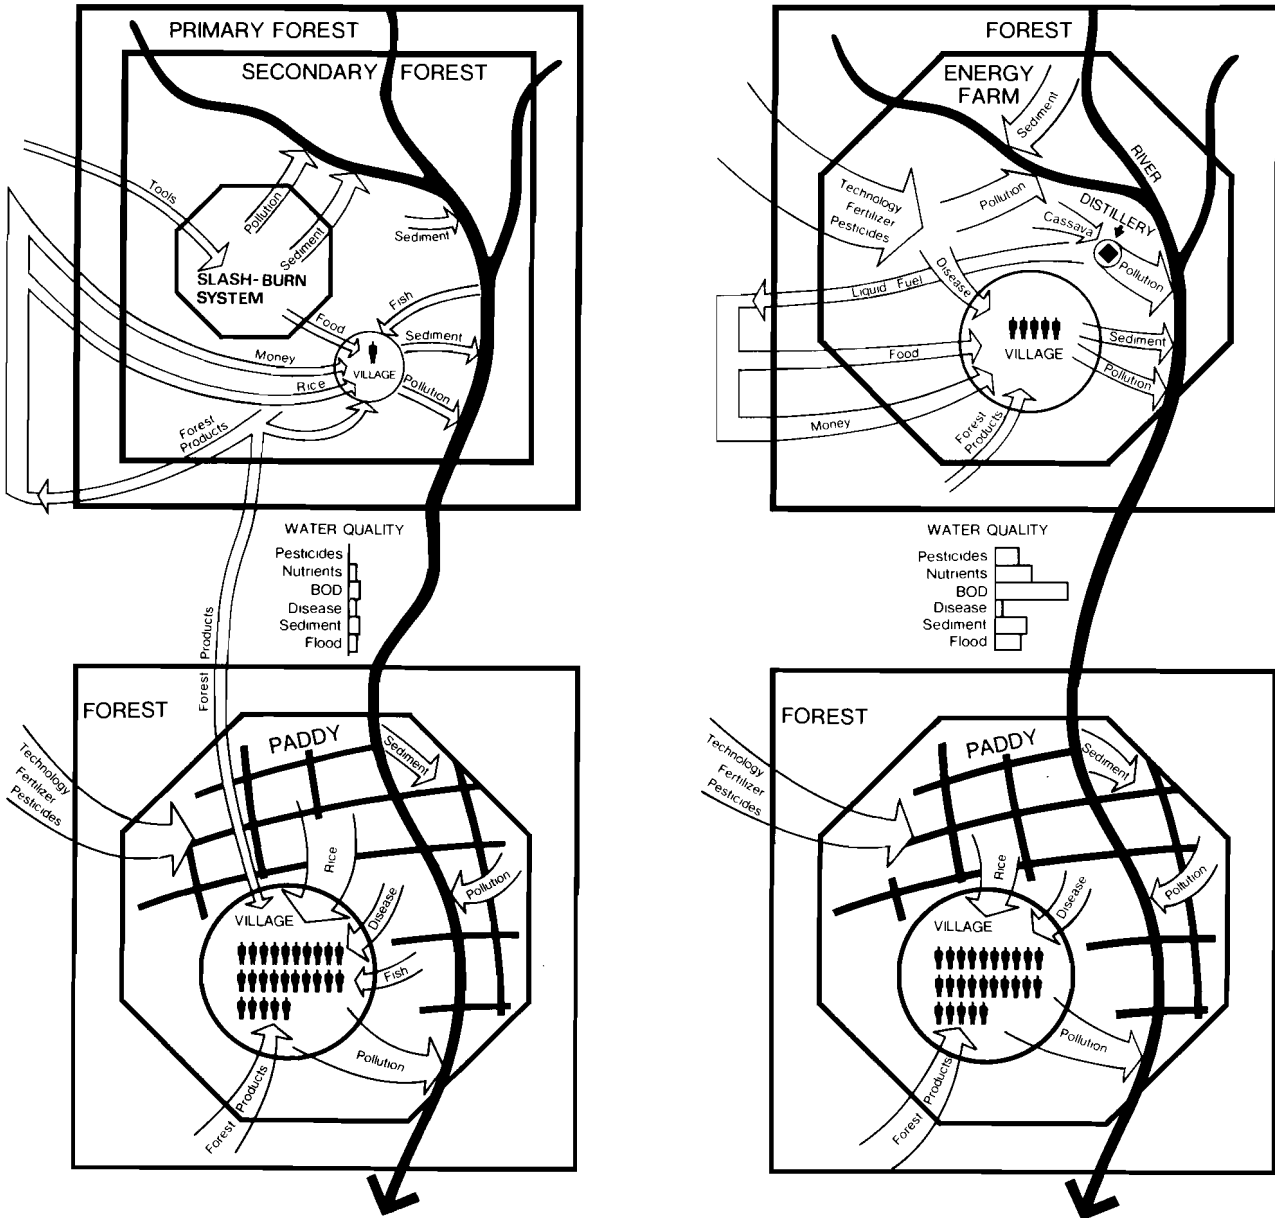 PRIMARY FOREST
SECONDARY FOREST
Tools
Pollution
Sediment
Sediment
SLASH-BURN
SYSTEM
Food
Fish
Sediment
Money
VILLAGE
Rice
Pollution
Forest
Products
WATER QUALITY
Pesticides
Nutrients
BOD
Disease
Sediment
Flood
Forest Products
FOREST
PADDY
Sediment
Technology
Fertilizer
Pesticides
Rice
Pollution
Disease
VILLAGE
Fish
Pollution
Forest Products
FOREST
ENERGY
FARM
Sediment
RIVER
Technology
Fertilizer
Pesticides
Pollution
DISTILLERY
Cassava
Pollution
Disease
Liquid Fuel
Food
VILLAGE
Sediment
Pollution
Money
Forest
Products
WATER QUALITY
Pesticides
Nutrients
BOD
Disease
Sediment
Flood
FOREST
PADDY
Sediment
Technology
Fertilizer
Pesticides
Rice
Pollution
Disease
VILLAGE
Pollution
Forest Products